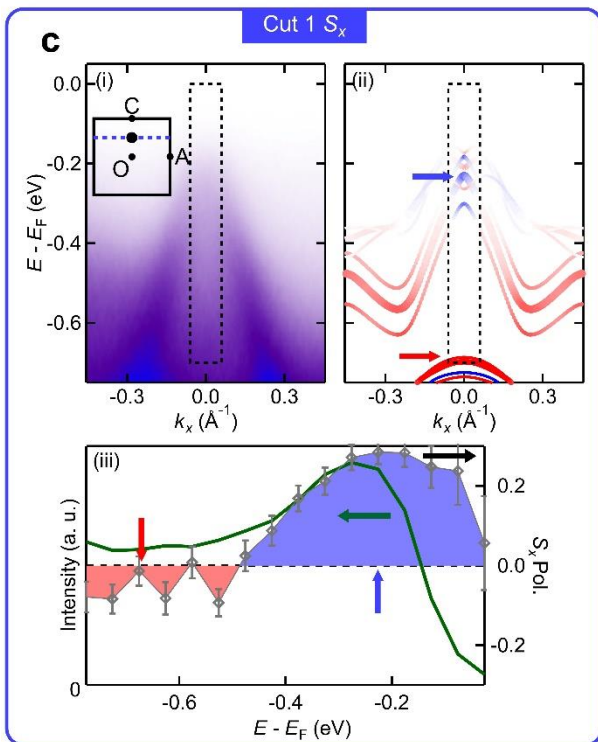 Cut 1 Sₓ
c
(i)
(ii)
C
O
A
E - E_F (eV)
0.0
-0.2
-0.4
-0.6
-0.3
0.0
0.3
-0.3
0.0
0.3
kₓ (Å⁻¹)
kₓ (Å⁻¹)
(iii)
Intensity (a. u.)
0
0.2
0.0
-0.2
Sₓ Pol.
-0.6
-0.4
-0.2
E - E_F (eV)